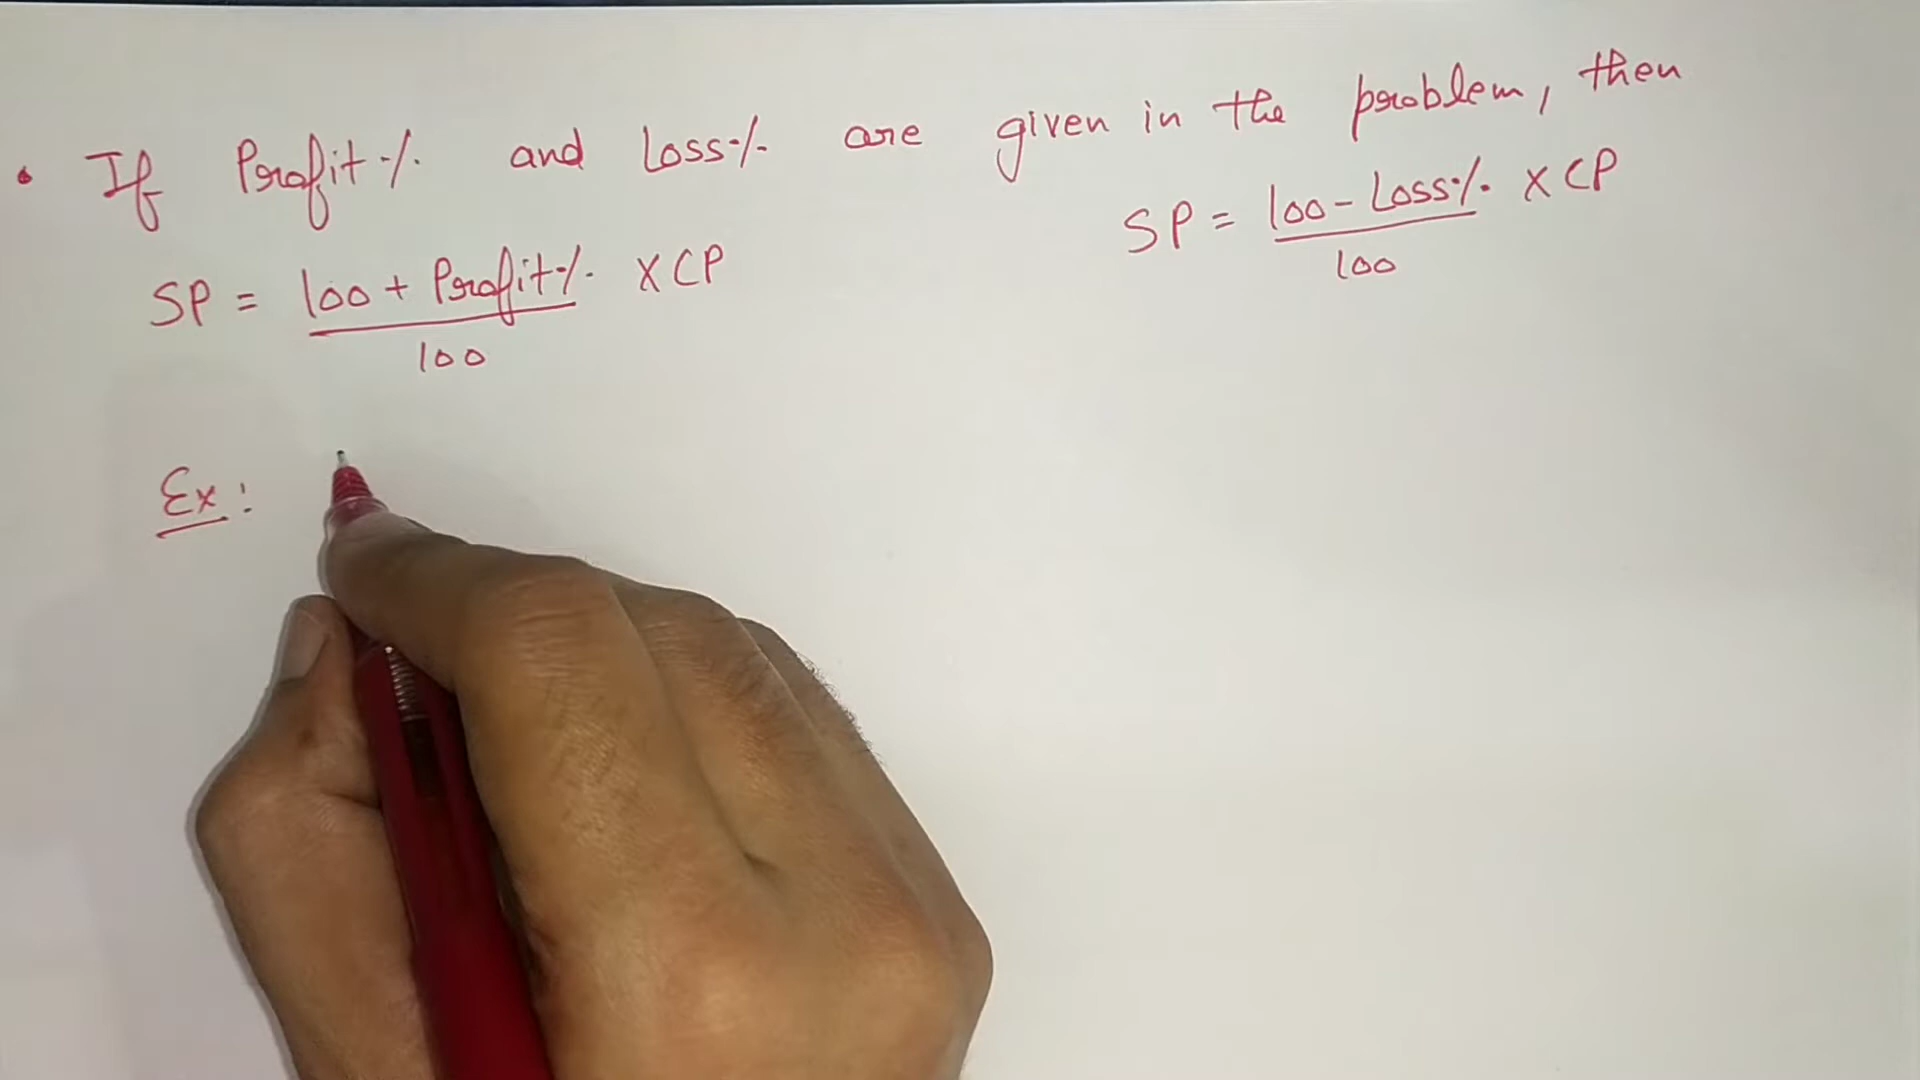 • If Profit% and Loss% are given in the problem, then
SP = 100 + Profit% X CP
100
SP = 100 - Loss% X CP
100
Ex: